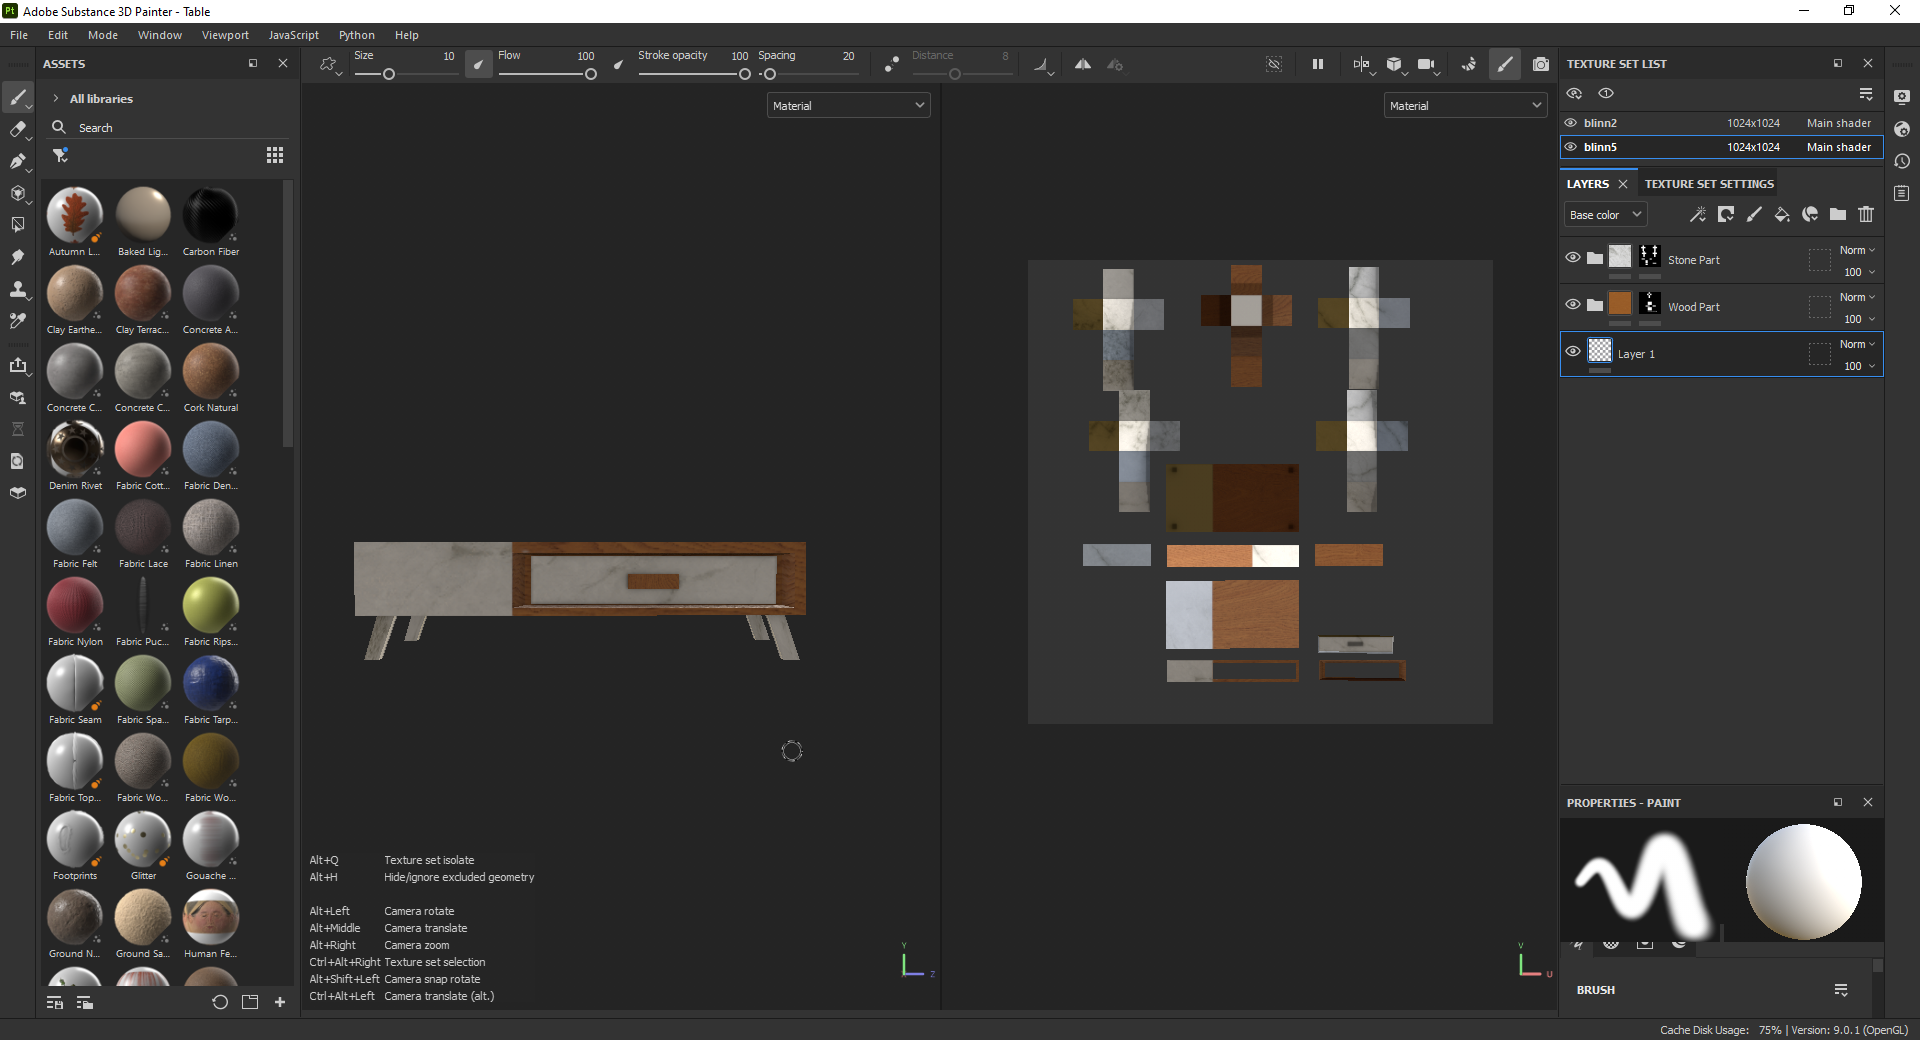 Pt Adobe Substance 3D Painter - Table
File Edit Mode Window Viewport JavaScript Python Help
ASSETS
All libraries
Search
Autumn L... Baked Lig... Carbon Fiber
Clay Earthe... Clay Terrac... Concrete A...
Concrete C... Concrete C... Cork Natural
Denim Rivet Fabric Cott... Fabric Den...
Fabric Felt Fabric Lace Fabric Linen
Fabric Nylon Fabric Puc... Fabric Rips...
Fabric Seam Fabric Spa... Fabric Tarp...
Fabric Top... Fabric Wo... Fabric Wo...
Footprints Glitter Gouache ...
Ground N... Ground Sa... Human Fe...
Size 10 Flow 100 Stroke opacity 100 Spacing 20 Distance 8
Material
Material
Alt+Q Texture set isolate
Alt+H Hide/ignore excluded geometry
Alt+Left Camera rotate
Alt+Middle Camera translate
Alt+Right Camera zoom
Ctrl+Alt+Right Texture set selection
Alt+Shift+Left Camera snap rotate
Ctrl+Alt+Left Camera translate (alt.)
Y
Z
V
U
TEXTURE SET LIST
blinn2 1024x1024 Main shader
blinn5 1024x1024 Main shader
LAYERS TEXTURE SET SETTINGS
Base color
Stone Part Norm
100
Wood Part Norm
100
Layer 1 Norm
100
PROPERTIES - PAINT
BRUSH
Cache Disk Usage: 75% | Version: 9.0.1 (OpenGL)